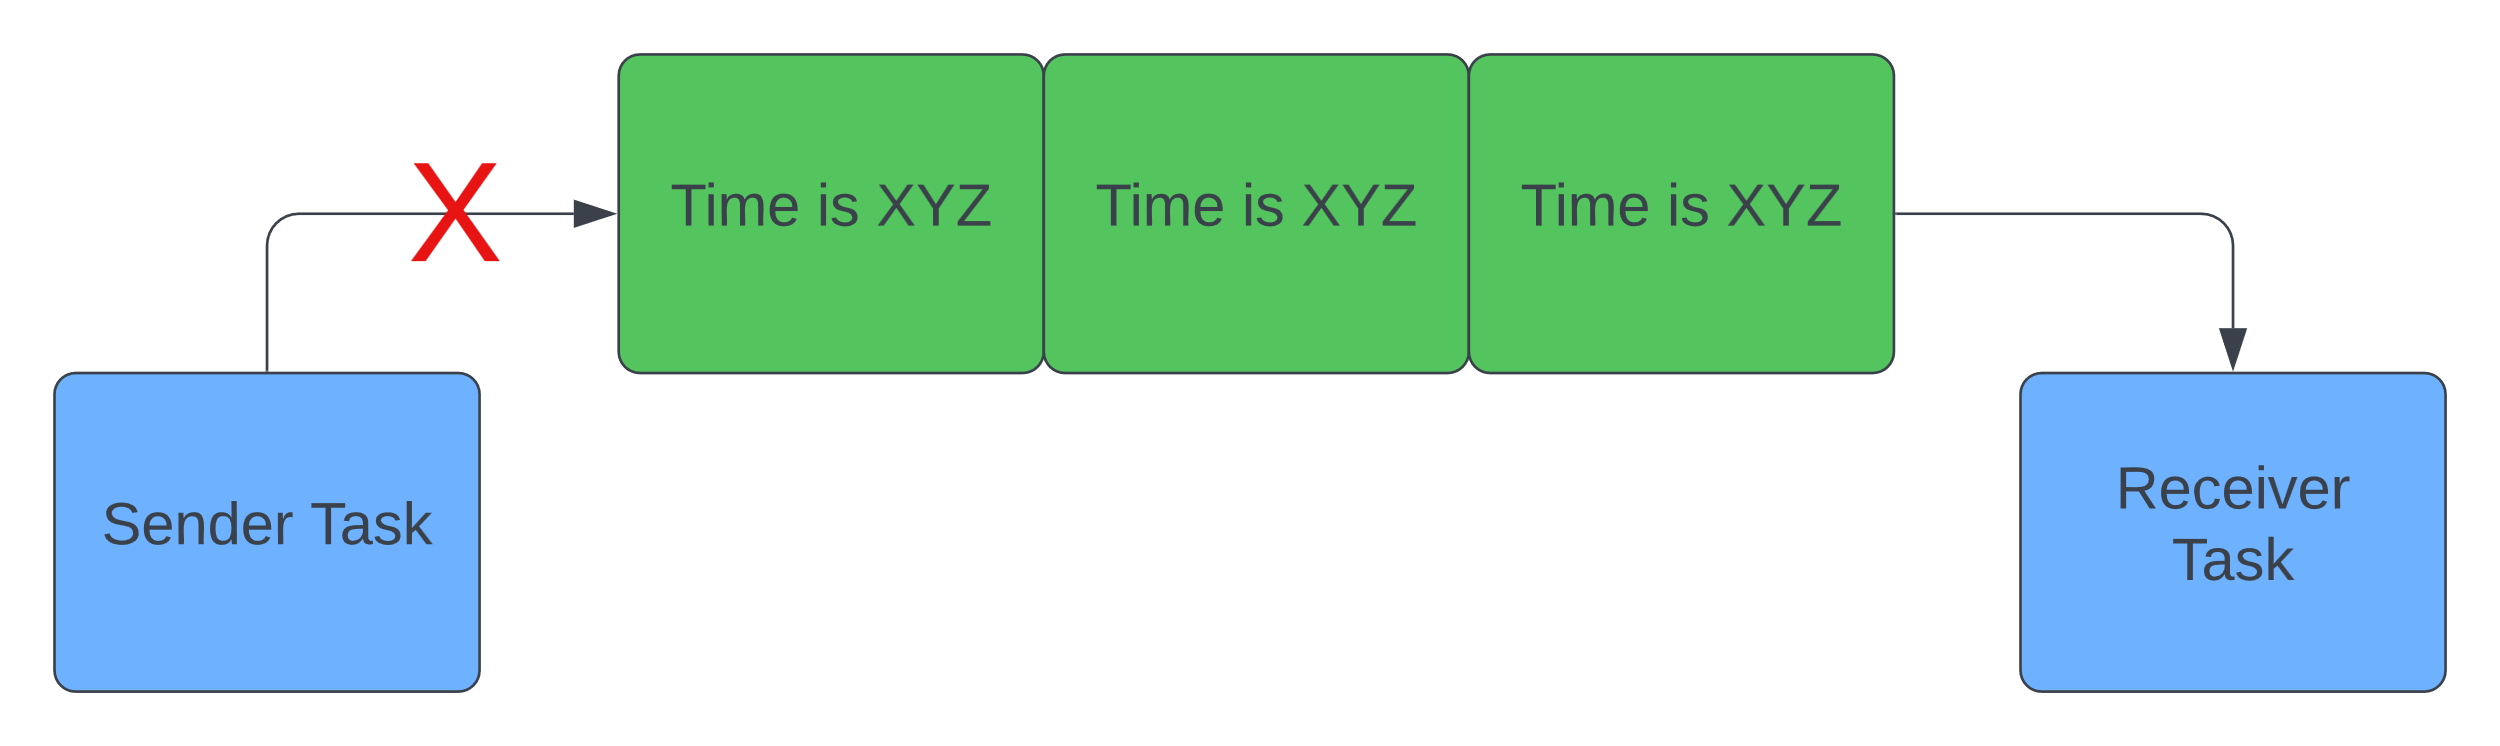 X
Time is XYZ
Time is XYZ
Time is XYZ
Sender Task
Receiver
Task